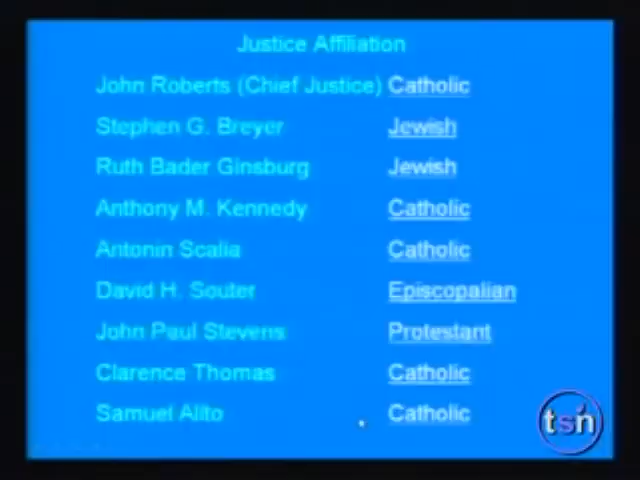 Justice Affiliation
John Roberts (Chief Justice) Catholic
Stephen G. Breyer Jewish
Ruth Bader Ginsburg Jewish
Anthony M. Kennedy Catholic
Antonin Scalia Catholic
David H. Souter Episcopalian
John Paul Stevens Protestant
Clarence Thomas Catholic
Samuel Alito Catholic
tsn